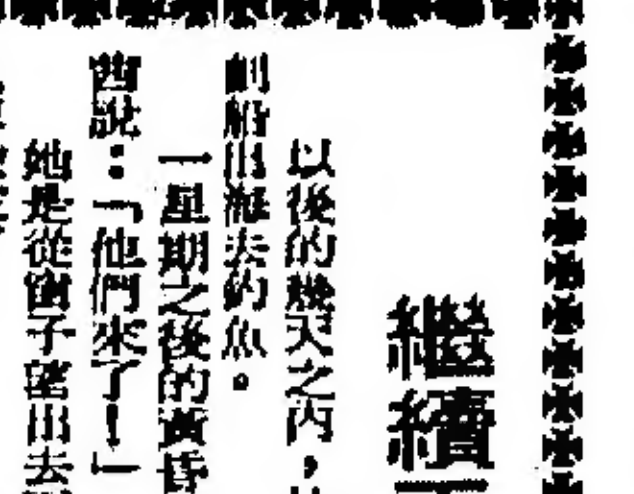 繼續
以後的幾天之內，
划船出海去釣魚。
一星期之後的黃昏
茜說：「他們來了！」
她是從窗子望出去